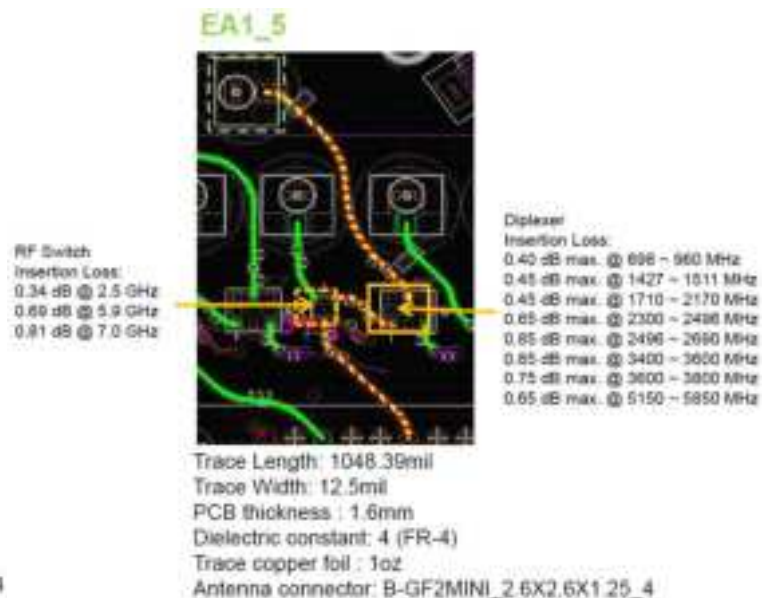 EA1_5
RF Switch
Insertion Loss:
0.34 dB @ 2.5 GHz
0.69 dB @ 5.9 GHz
0.81 dB @ 7.0 GHz
Diplexer
Insertion Loss:
0.40 dB max. @ 698 ~ 960 MHz
0.45 dB max. @ 1427 ~ 1511 MHz
0.45 dB max. @ 1710 ~ 2170 MHz
0.65 dB max. @ 2300 ~ 2496 MHz
0.85 dB max. @ 2496 ~ 2690 MHz
0.85 dB max. @ 3400 ~ 3600 MHz
0.75 dB max. @ 3600 ~ 3800 MHz
0.65 dB max. @ 5150 ~ 5850 MHz
Trace Length: 1048.39mil
Trace Width: 12.5mil
PCB thickness : 1.6mm
Dielectric constant: 4 (FR-4)
Trace copper foil : 1oz
Antenna connector: B-GF2MINI_2.6X2.6X1.25_4